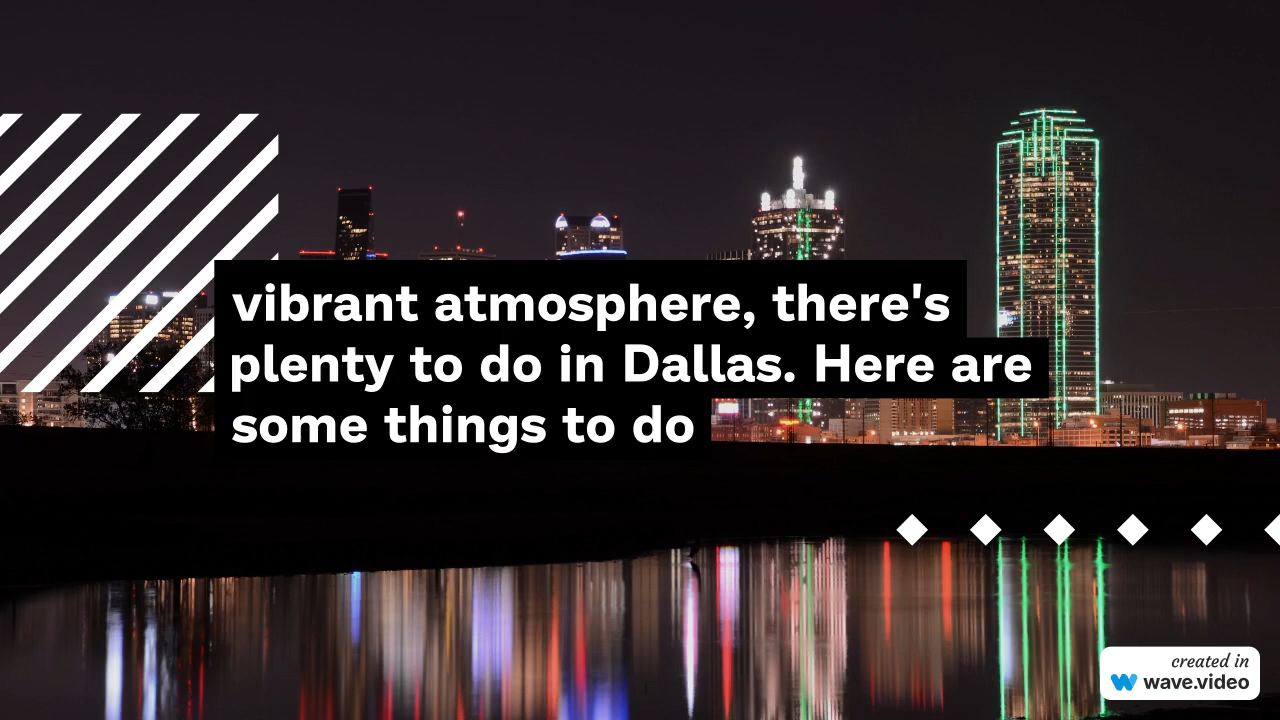 vibrant atmosphere, there's
plenty to do in Dallas. Here are
some things to do
created in
wave.video